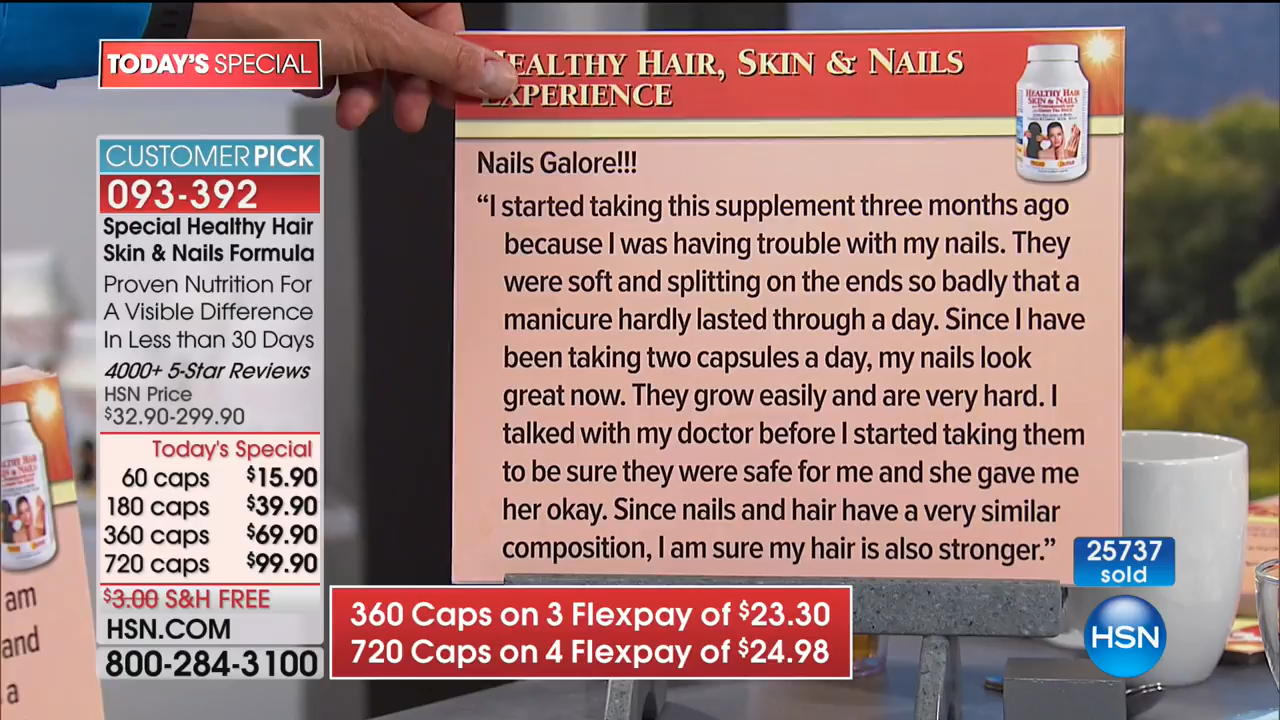 TODAY'S SPECIAL
CUSTOMER PICK
093-392
Special Healthy Hair
Skin & Nails Formula
Proven Nutrition For
A Visible Difference
In Less than 30 Days
4000+ 5-Star Reviews
HSN Price
$32.90-299.90
Today's Special
60 caps $15.90
180 caps $39.90
360 caps $69.90
720 caps $99.90
$3.00 S&H FREE
HSN.COM
800-284-3100
HEALTHY HAIR, SKIN & NAILS
EXPERIENCE
HEALTHY HAIR
SKIN & NAILS
Nails Galore!!!
“I started taking this supplement three months ago
because I was having trouble with my nails. They
were soft and splitting on the ends so badly that a
manicure hardly lasted through a day. Since I have
been taking two capsules a day, my nails look
great now. They grow easily and are very hard. I
talked with my doctor before I started taking them
to be sure they were safe for me and she gave me
her okay. Since nails and hair have a very similar
composition, I am sure my hair is also stronger.”
360 Caps on 3 Flexpay of $23.30
720 Caps on 4 Flexpay of $24.98
25737
sold
HSN
am
and
a